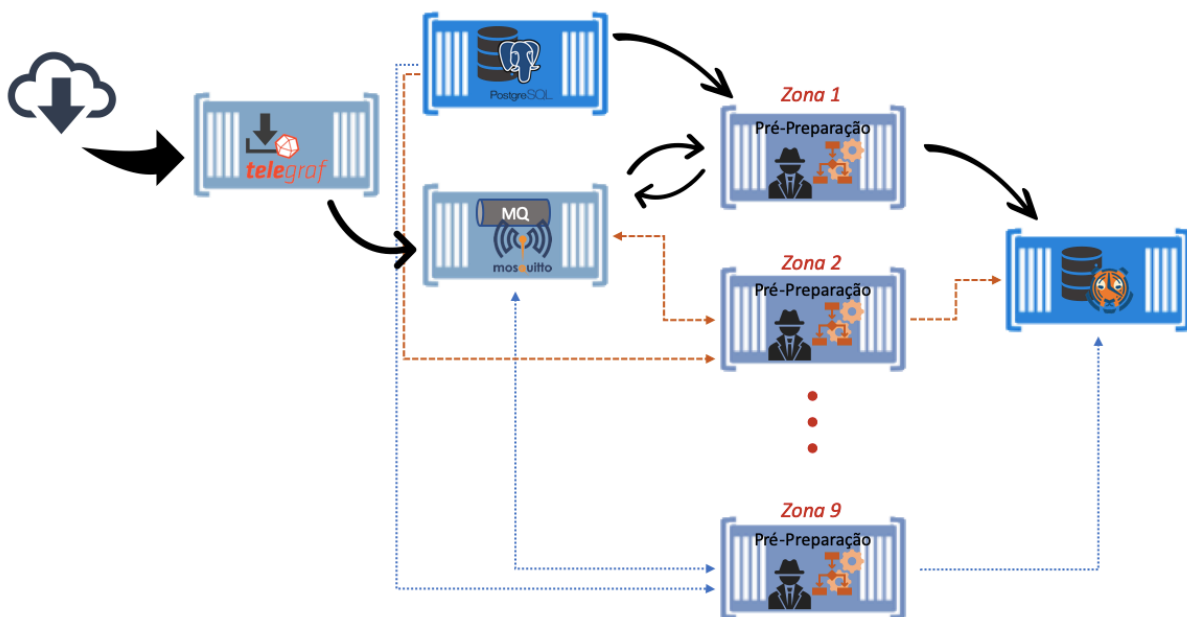 PostgreSQL
Zona 1
Pré-Preparação
telegraf
MQ
mosquitto
Zona 2
Pré-Preparação
Zona 9
Pré-Preparação